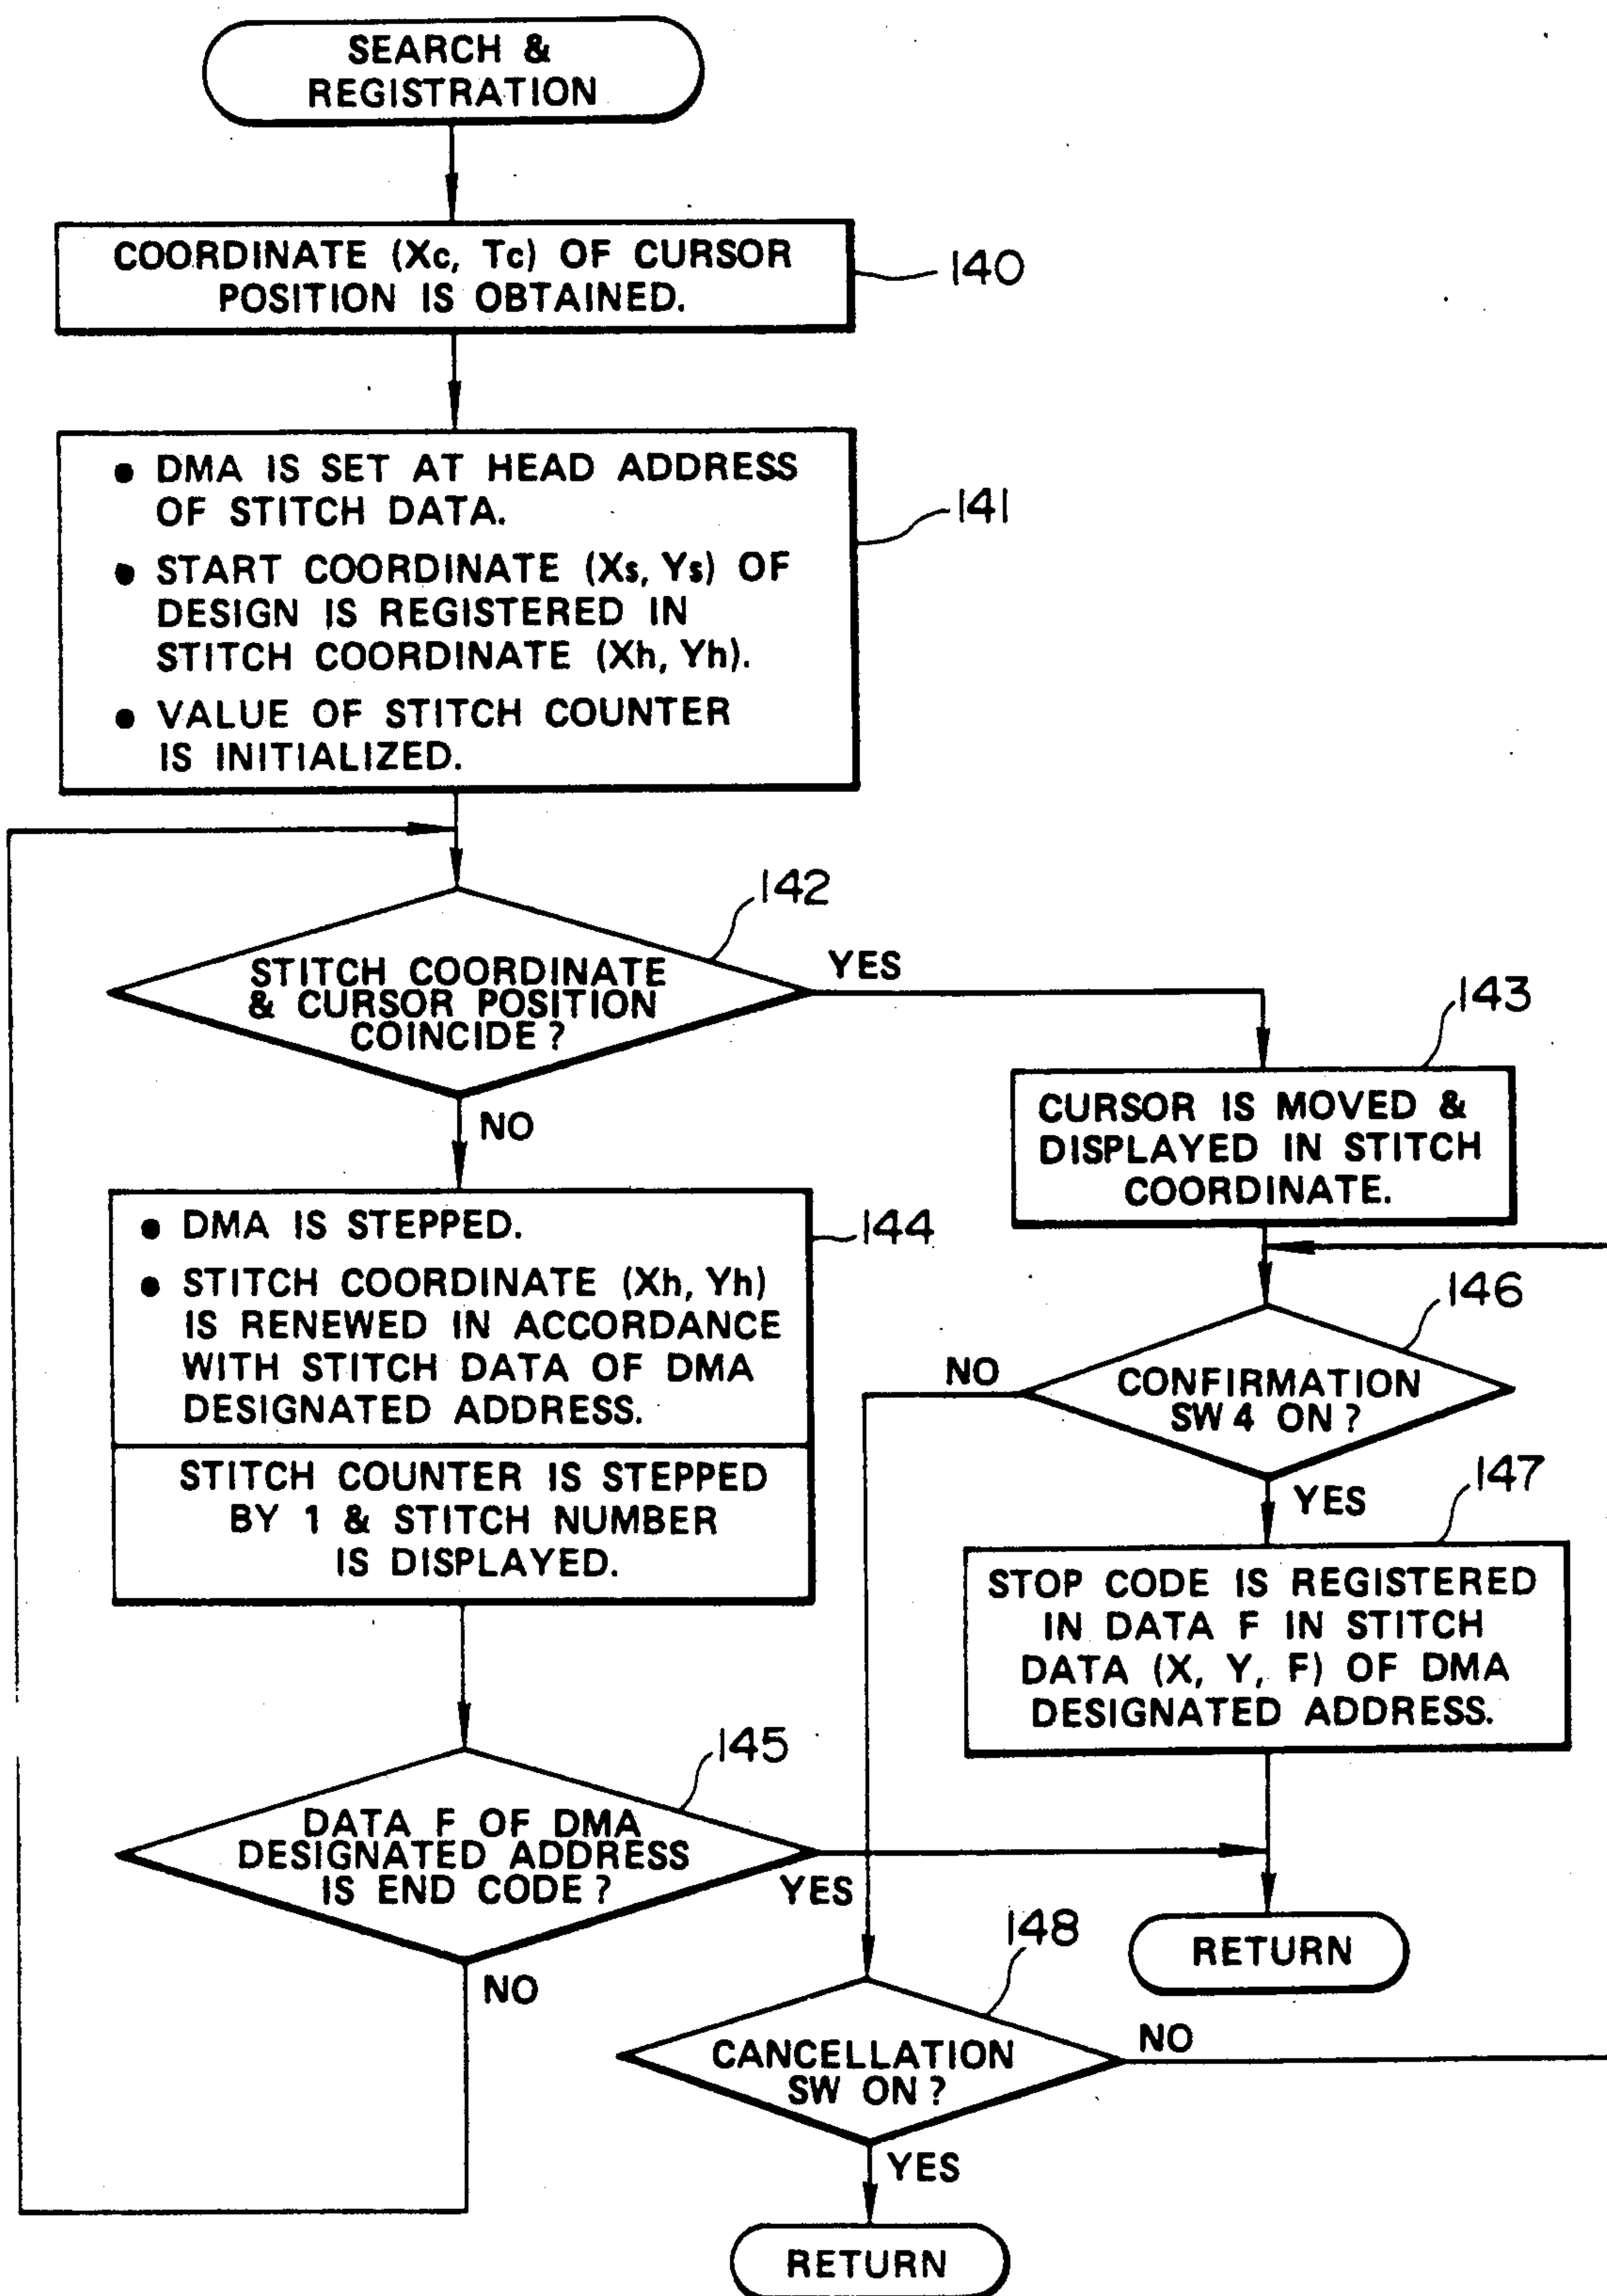 SEARCH &
REGISTRATION
COORDINATE (Xc, Tc) OF CURSOR
POSITION IS OBTAINED.
140
• DMA IS SET AT HEAD ADDRESS
OF STITCH DATA.
• START COORDINATE (Xs, Ys) OF
DESIGN IS REGISTERED IN
STITCH COORDINATE (Xh, Yh).
• VALUE OF STITCH COUNTER
IS INITIALIZED.
141
142
STITCH COORDINATE
& CURSOR POSITION
COINCIDE?
YES
NO
143
CURSOR IS MOVED &
DISPLAYED IN STITCH
COORDINATE.
• DMA IS STEPPED.
• STITCH COORDINATE (Xh, Yh)
IS RENEWED IN ACCORDANCE
WITH STITCH DATA OF DMA
DESIGNATED ADDRESS.
144
STITCH COUNTER IS STEPPED
BY 1 & STITCH NUMBER
IS DISPLAYED.
146
CONFIRMATION
SW4 ON?
NO
YES
147
STOP CODE IS REGISTERED
IN DATA F IN STITCH
DATA (X, Y, F) OF DMA
DESIGNATED ADDRESS.
145
DATA F OF DMA
DESIGNATED ADDRESS
IS END CODE?
YES
NO
RETURN
148
CANCELLATION
SW ON?
NO
YES
RETURN